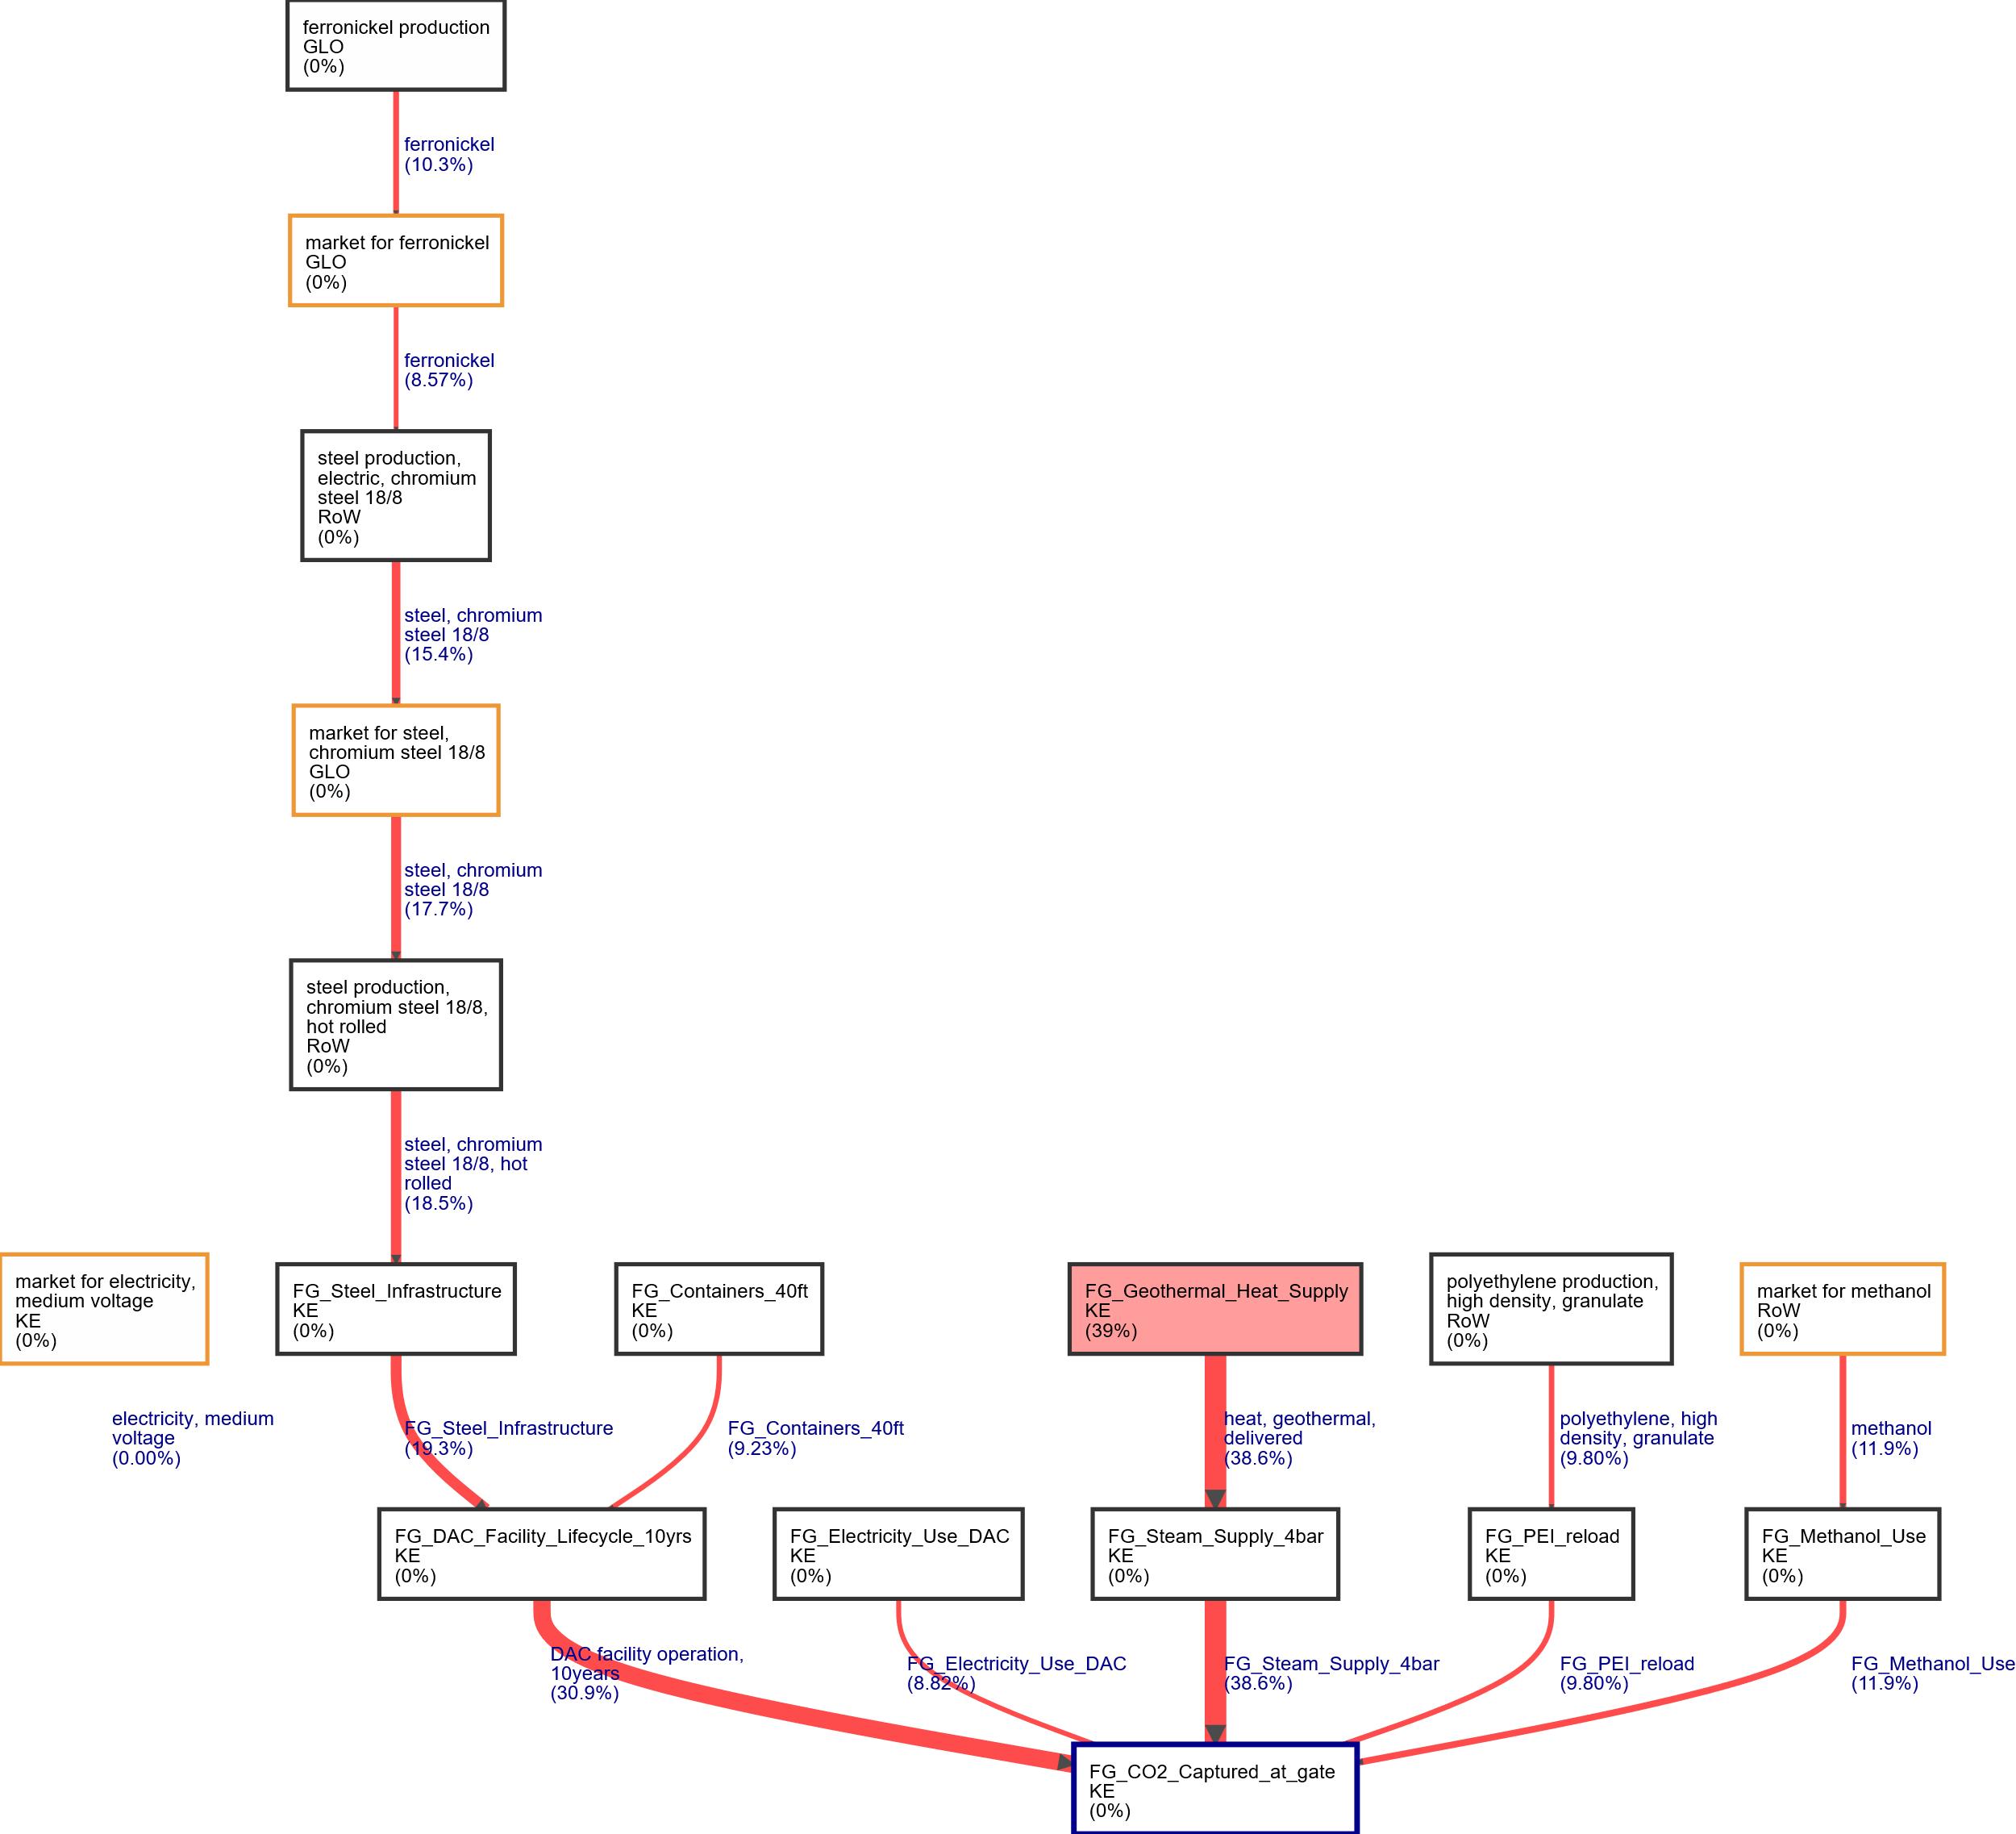 ferronickel production
GLO
(0%)
ferronickel
(10.3%)
market for ferronickel
GLO
(0%)
ferronickel
(8.57%)
steel production,
electric, chromium
steel 18/8
RoW
(0%)
steel, chromium
steel 18/8
(15.4%)
market for steel,
chromium steel 18/8
GLO
(0%)
steel, chromium
steel 18/8
(17.7%)
steel production,
chromium steel 18/8,
hot rolled
RoW
(0%)
steel, chromium
steel 18/8, hot
rolled
(18.5%)
market for electricity,
medium voltage
KE
(0%)
FG_Steel_Infrastructure
KE
(0%)
FG_Containers_40ft
KE
(0%)
FG_Geothermal_Heat_Supply
KE
(39%)
polyethylene production,
high density, granulate
RoW
(0%)
market for methanol
RoW
(0%)
electricity, medium
voltage
(0.00%)
FG_Steel_Infrastructure
(19.3%)
FG_Containers_40ft
(9.23%)
heat, geothermal,
delivered
(38.6%)
polyethylene, high
density, granulate
(9.80%)
methanol
(11.9%)
FG_DAC_Facility_Lifecycle_10yrs
KE
(0%)
FG_Electricity_Use_DAC
KE
(0%)
FG_Steam_Supply_4bar
KE
(0%)
FG_PEI_reload
KE
(0%)
FG_Methanol_Use
KE
(0%)
DAC facility operation,
10years
(30.9%)
FG_Electricity_Use_DAC
(8.82%)
FG_Steam_Supply_4bar
(38.6%)
FG_PEI_reload
(9.80%)
FG_Methanol_Use
(11.9%)
FG_CO2_Captured_at_gate
KE
(0%)